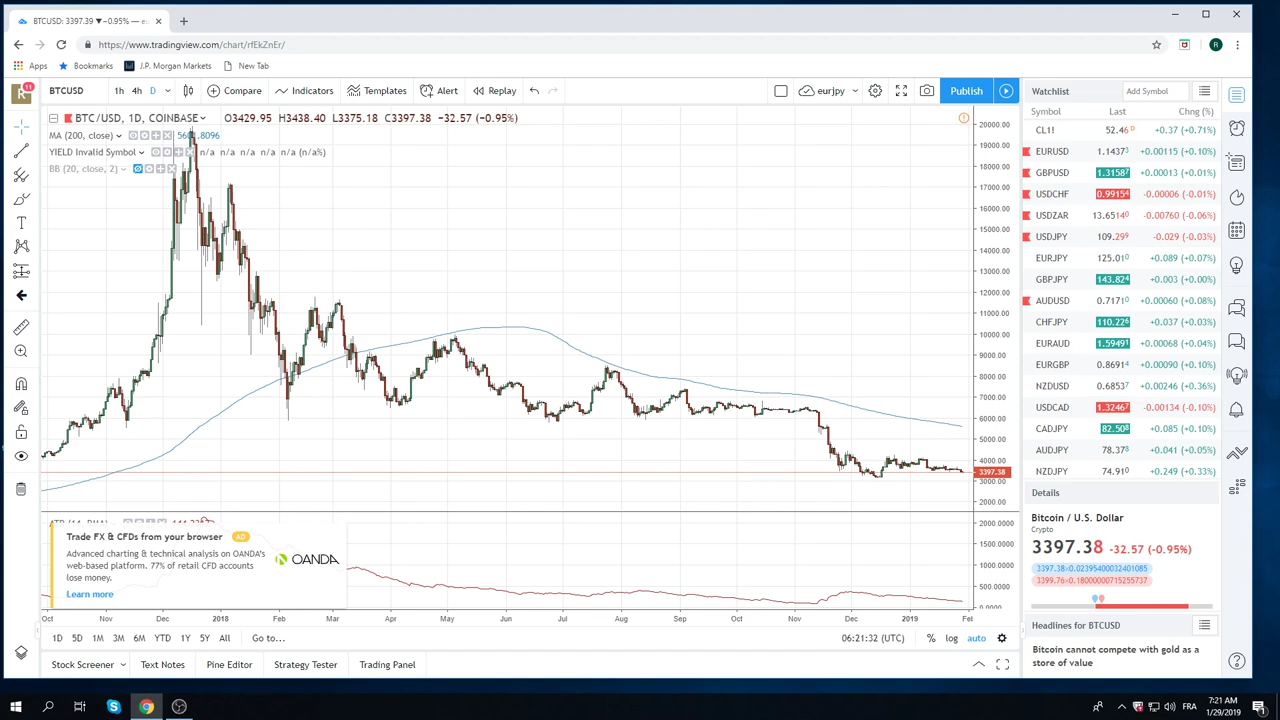 BTCUSD: 3397.39 ▼−0.95% — eu
https://www.tradingview.com/chart/rfEkZnEr/
R
Apps Bookmarks J.P. Morgan Markets New Tab
R 11
BTCUSD 1h 4h D Compare Indicators Templates Alert Replay eurjpy Publish
BTC/USD, 1D, COINBASE O3429.95 H3438.40 L3375.18 C3397.38 −32.57 (−0.95%)
MA (200, close)
YIELD Invalid Symbol n/a n/a n/a n/a n/a (n/a%)
BB (20, close, 2)
20000.00
19000.00
18000.00
17000.00
16000.00
15000.00
14000.00
13000.00
12000.00
11000.00
10000.00
9000.00
8000.00
7000.00
6000.00
5000.00
4000.00
3397.38
3000.00
2000.00
2000.0000
1500.0000
1000.0000
500.0000
0.0000
Trade FX & CFDs from your browser AD
Advanced charting & technical analysis on OANDA's
web-based platform. 77% of retail CFD accounts
lose money.
Learn more
OANDA
Oct Nov Dec 2018 Feb Mar Apr May Jun Jul Aug Sep Oct Nov Dec 2019 Fe
1D 5D 1M 3M 6M YTD 1Y 5Y All Go to... 06:21:32 (UTC) % log auto
Stock Screener Text Notes Pine Editor Strategy Tester Trading Panel
Watchlist Add Symbol
Symbol Last Chng (%)
CL1! 52.46 D +0.37 (+0.71%)
EURUSD 1.14373 +0.00115 (+0.10%)
GBPUSD 1.31587 +0.00013 (+0.01%)
USDCHF 0.99154 −0.00006 (−0.01%)
USDZAR 13.65140 −0.00760 (−0.06%)
USDJPY 109.299 −0.029 (−0.03%)
EURJPY 125.010 +0.089 (+0.07%)
GBPJPY 143.824 +0.003 (+0.00%)
AUDUSD 0.71710 +0.00060 (+0.08%)
CHFJPY 110.226 +0.037 (+0.03%)
EURAUD 1.59491 +0.00068 (+0.04%)
EURGBP 0.86914 +0.00090 (+0.10%)
NZDUSD 0.68537 +0.00246 (+0.36%)
USDCAD 1.32467 −0.00134 (−0.10%)
CADJPY 82.508 +0.085 (+0.10%)
AUDJPY 78.378 +0.041 (+0.05%)
NZDJPY 74.910 +0.249 (+0.33%)
Details
Bitcoin / U.S. Dollar
Crypto
3397.38 −32.57 (−0.95%)
3397.38×0.02395400032401085
3399.76×0.1800000715255737
Headlines for BTCUSD
Bitcoin cannot compete with gold as a
store of value
FRA
7:21 AM
1/29/2019
1